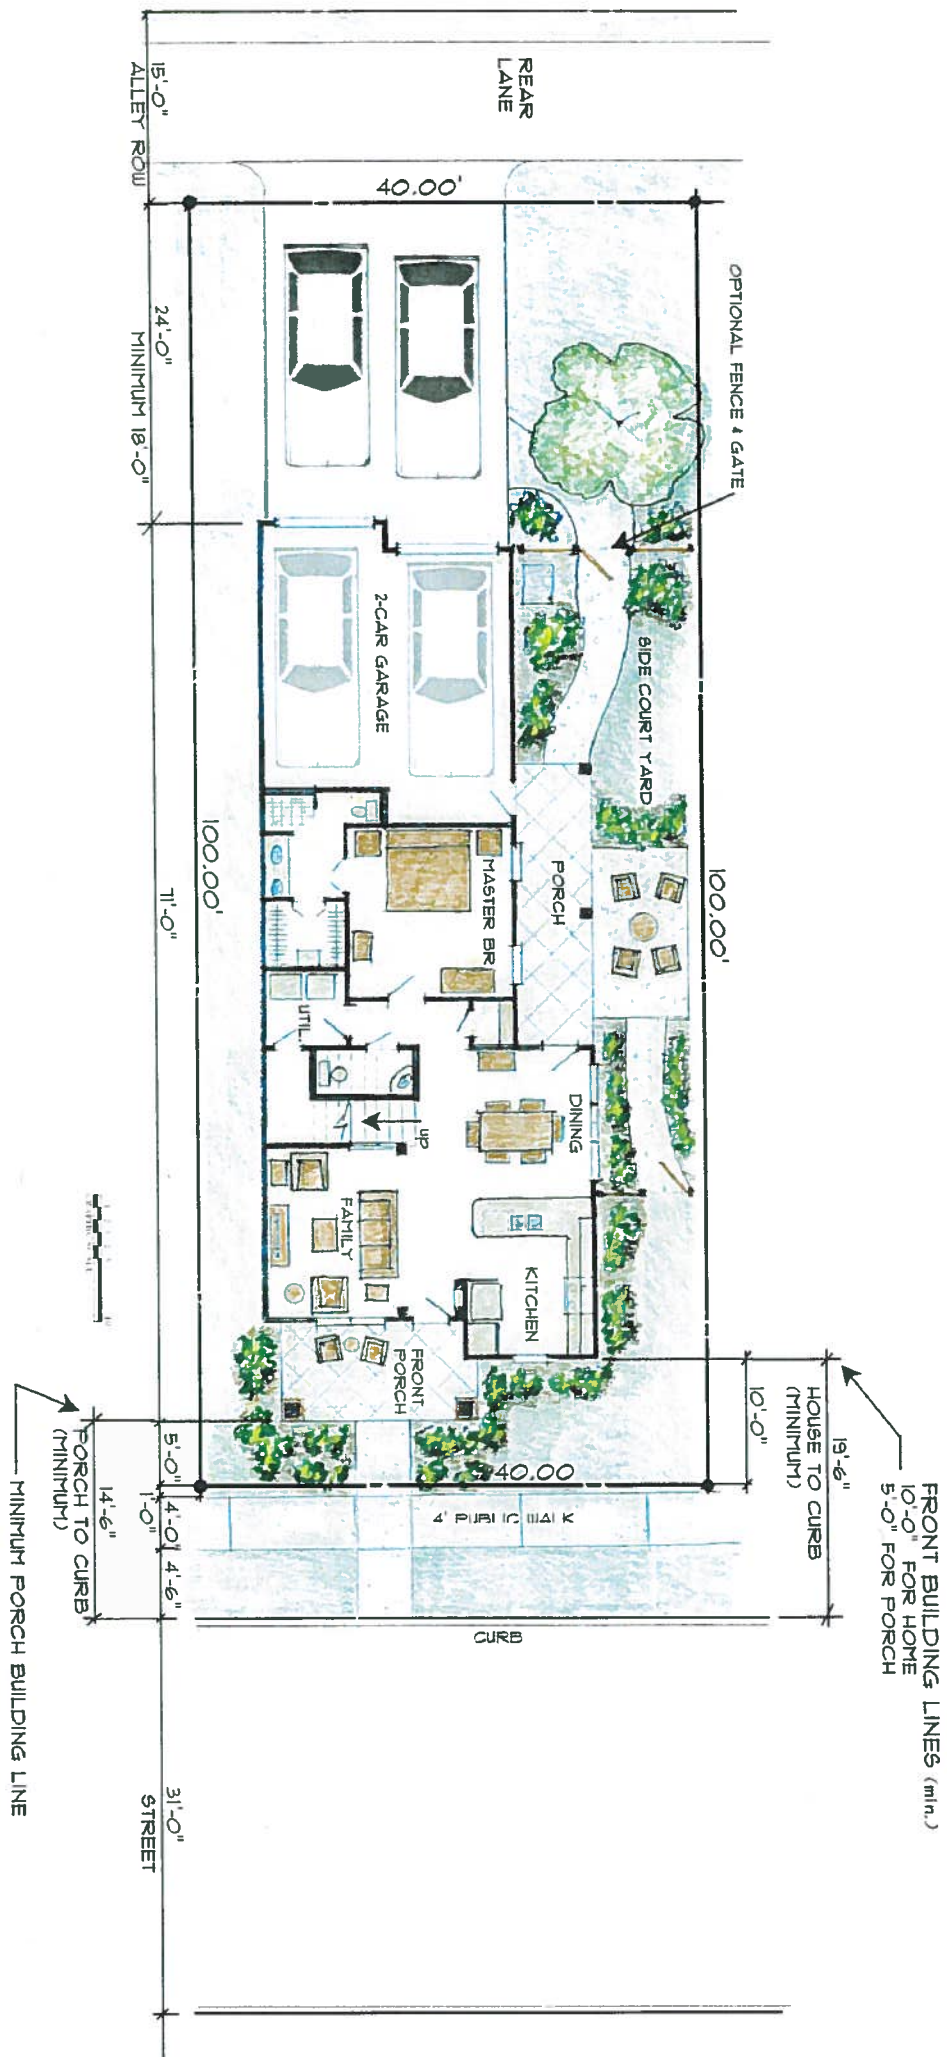 REAR
LANE
15'-0"
ALLEY ROW
40.00'
OPTIONAL FENCE & GATE
24'-0"
MINIMUM 18'-0"
2-CAR GARAGE
SIDE COURT YARD
100.00'
100.00'
71'-0"
MASTER BR
PORCH
UTIL
UP
DINING
FAMILY
KITCHEN
FRONT
PORCH
10'-0"
HOUSE TO CURB
(MINIMUM)
19'-6"
FRONT BUILDING LINES (min.)
10'-0" FOR HOME
5'-0" FOR PORCH
40.00
5'-0"
1'-0"
4'-0"
4'-6"
14'-6"
PORCH TO CURB
(MINIMUM)
MINIMUM PORCH BUILDING LINE
4' PUBLIC WALK
CURB
31'-0"
STREET